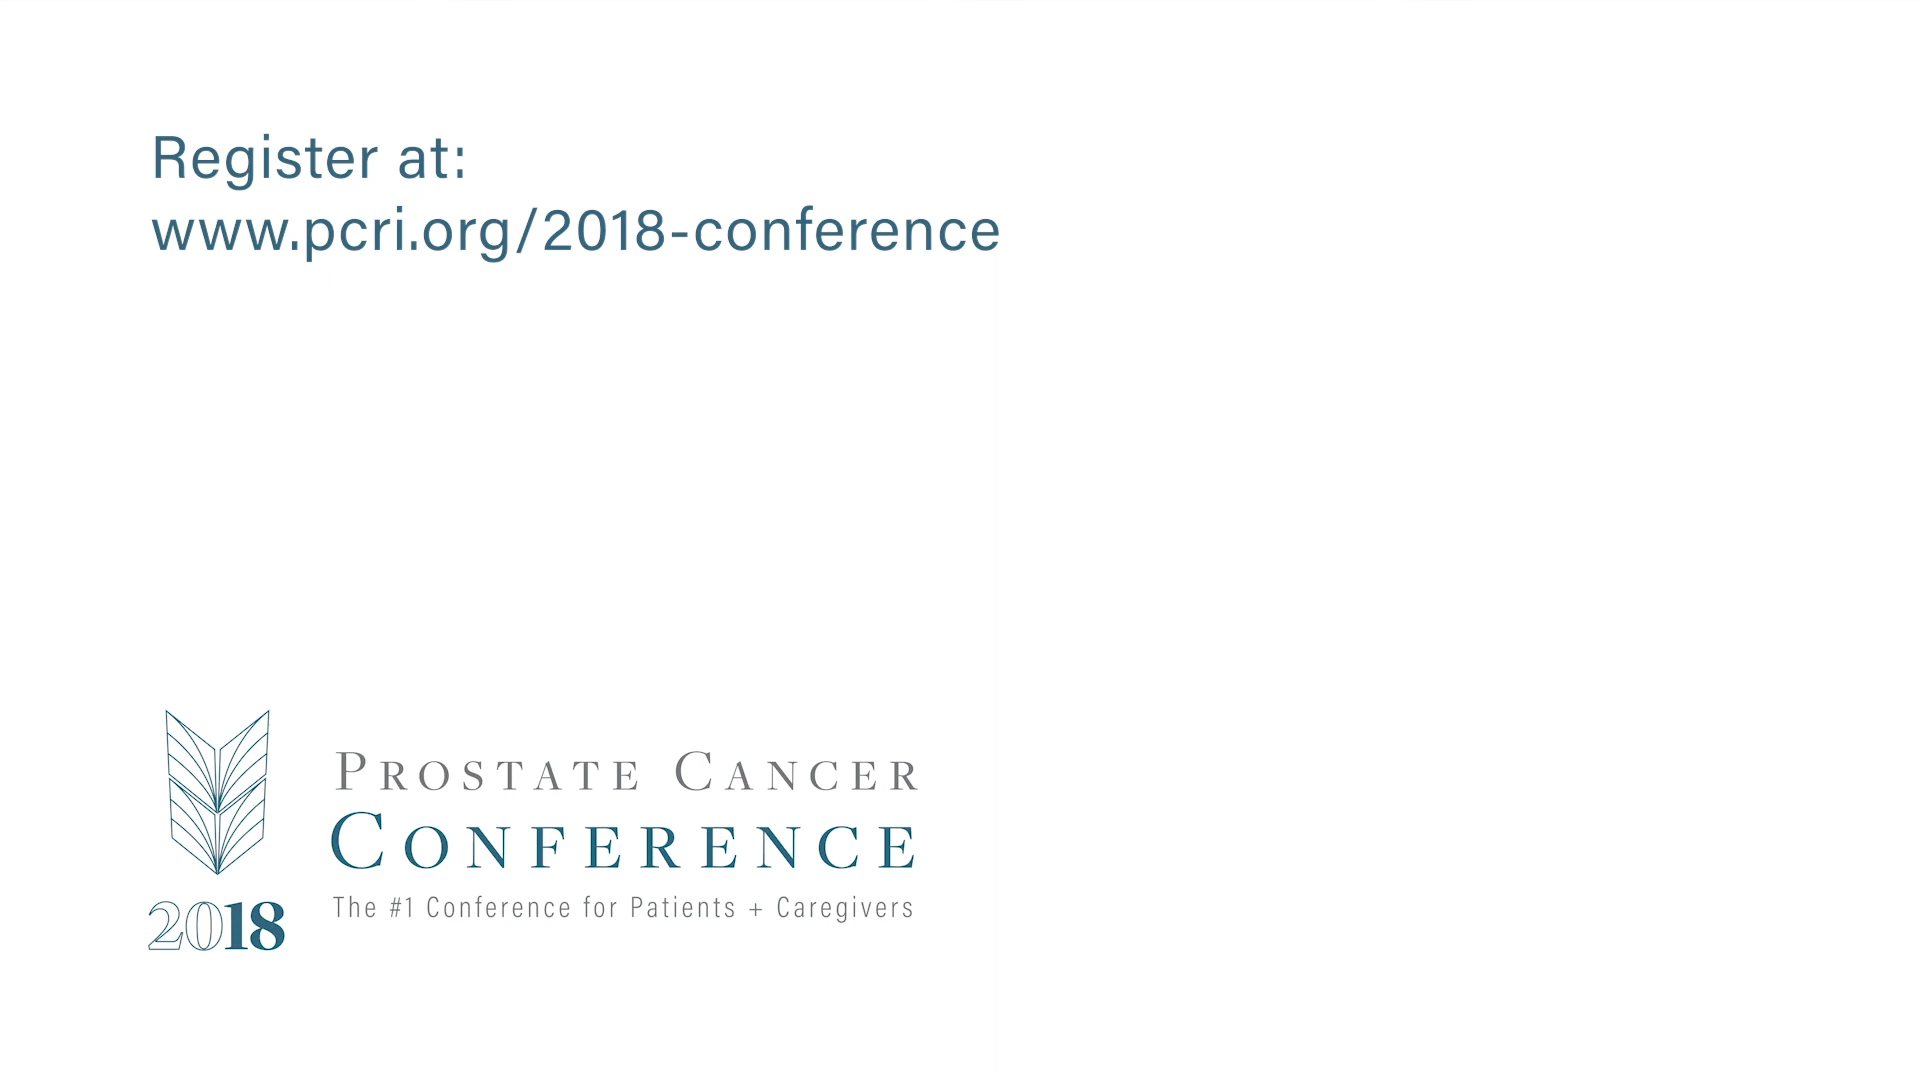 Register at:
www.pcri.org/2018-conference
PROSTATE CANCER
CONFERENCE
The #1 Conference for Patients + Caregivers
2018